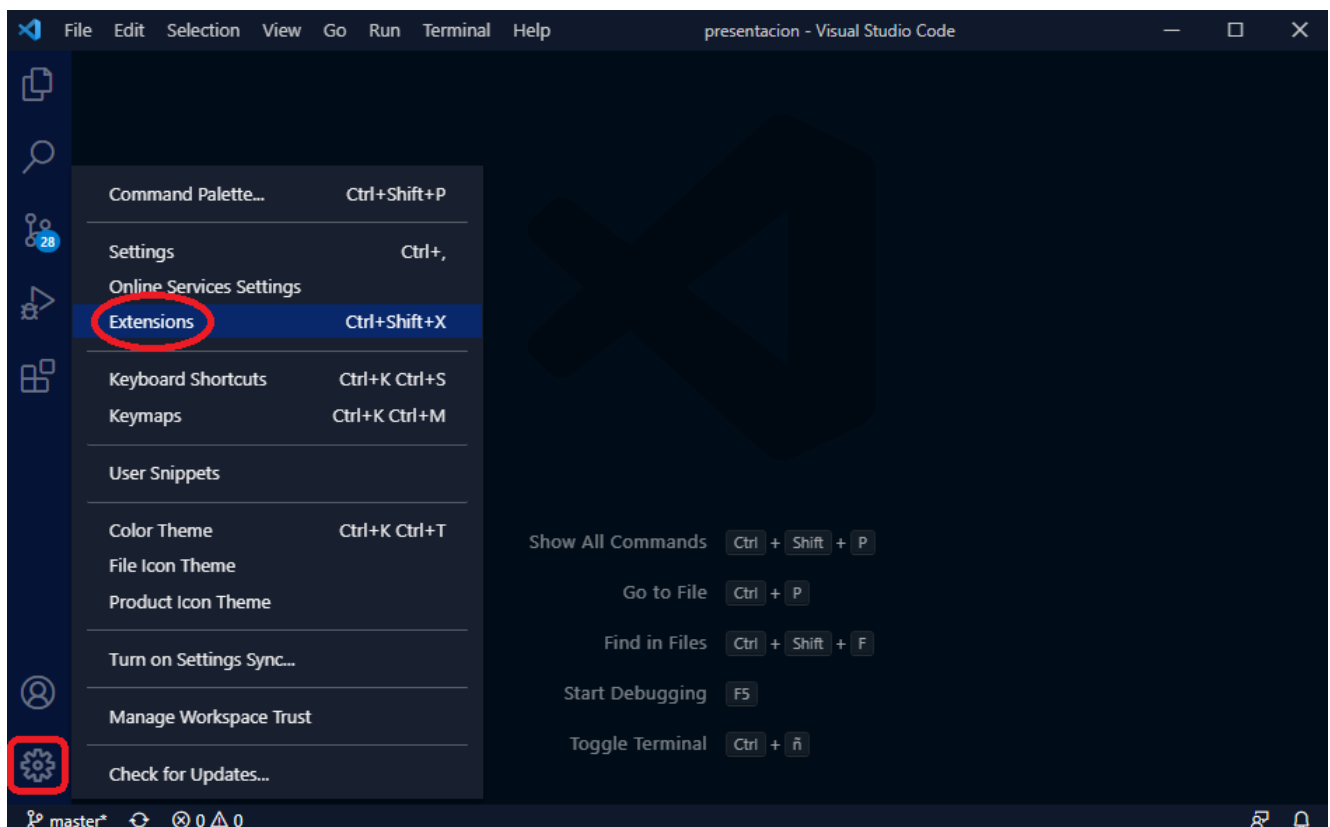 File Edit Selection View Go Run Terminal Help presentacion - Visual Studio Code
28
Command Palette... Ctrl+Shift+P
Settings Ctrl+,
Online Services Settings
Extensions Ctrl+Shift+X
Keyboard Shortcuts Ctrl+K Ctrl+S
Keymaps Ctrl+K Ctrl+M
User Snippets
Color Theme Ctrl+K Ctrl+T
File Icon Theme
Product Icon Theme
Turn on Settings Sync...
Manage Workspace Trust
Check for Updates...
Show All Commands Ctrl + Shift + P
Go to File Ctrl + P
Find in Files Ctrl + Shift + F
Start Debugging F5
Toggle Terminal Ctrl + ñ
master* 0 0